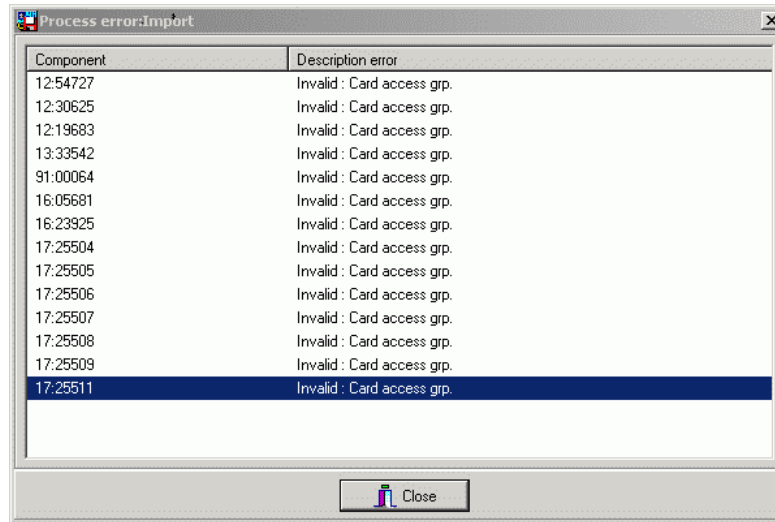 Process error:Import
Component Description error
12:54727 Invalid : Card access grp.
12:30625 Invalid : Card access grp.
12:19683 Invalid : Card access grp.
13:33542 Invalid : Card access grp.
91:00064 Invalid : Card access grp.
16:05681 Invalid : Card access grp.
16:23925 Invalid : Card access grp.
17:25504 Invalid : Card access grp.
17:25505 Invalid : Card access grp.
17:25506 Invalid : Card access grp.
17:25507 Invalid : Card access grp.
17:25508 Invalid : Card access grp.
17:25509 Invalid : Card access grp.
17:25511 Invalid : Card access grp.
Close